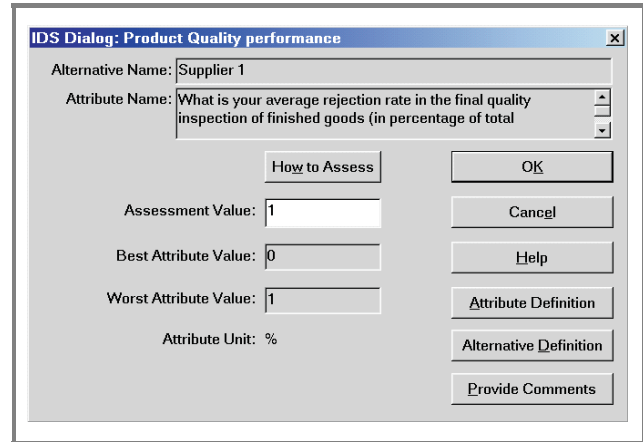 IDS Dialog: Product Quality performance
Alternative Name: Supplier 1
Attribute Name: What is your average rejection rate in the final quality
inspection of finished goods (in percentage of total
How to Assess
OK
Assessment Value: 1
Cancel
Best Attribute Value: 0
Help
Worst Attribute Value: 1
Attribute Definition
Attribute Unit: %
Alternative Definition
Provide Comments